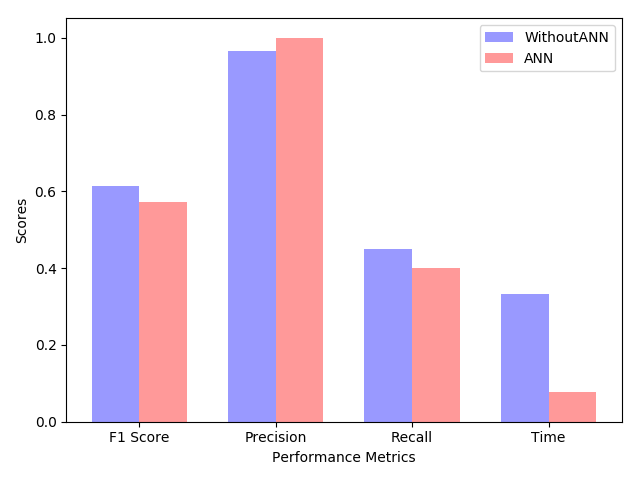 WithoutANN
ANN
1.0
0.8
0.6
0.4
0.2
0.0
Scores
F1 Score Precision Recall Time
Performance Metrics